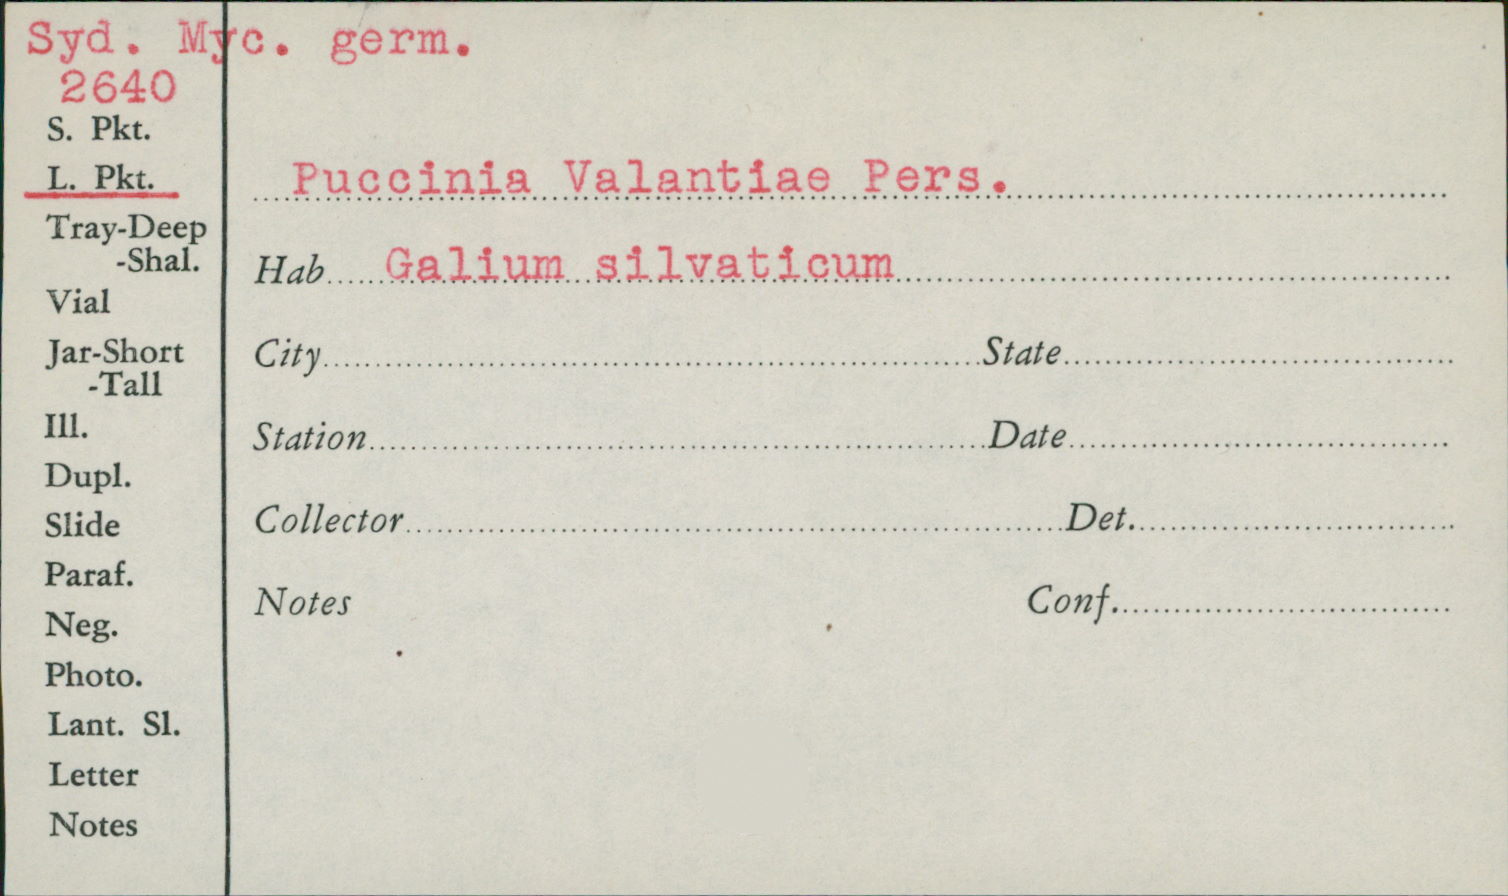 Syd. Myc. germ.
2640
S. Pkt.
L. Pkt.
Puccinia Valantiae Pers.
Tray-Deep
-Shal.
Hab Galium silvaticum
Vial
Jar-Short
-Tall
City State
Ill.
Station Date
Dupl.
Slide
Collector Det.
Paraf.
Neg.
Notes Conf.
Photo.
Lant. Sl.
Letter
Notes